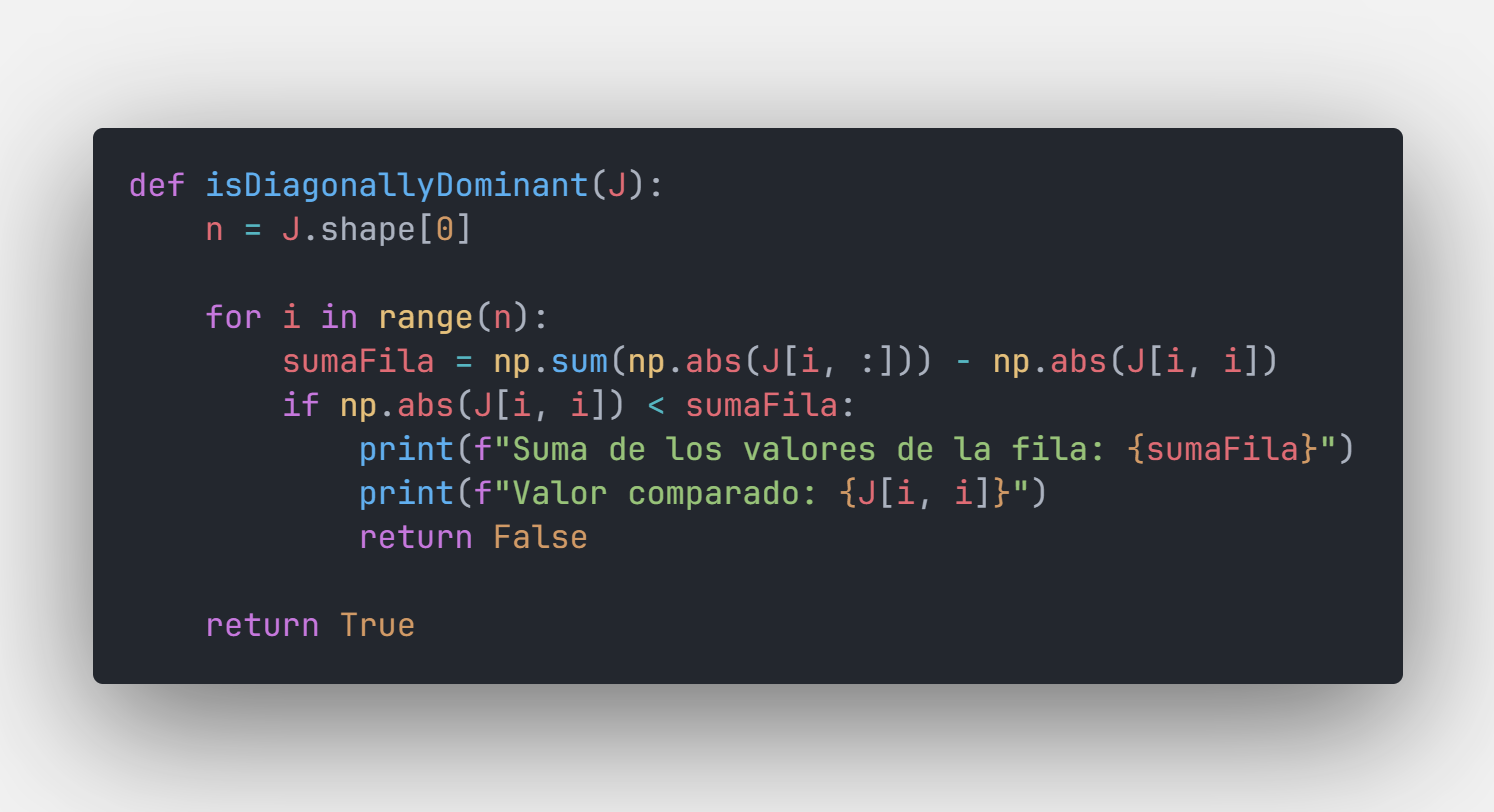 def isDiagonallyDominant(J):
    n = J.shape[0]

    for i in range(n):
        sumaFila = np.sum(np.abs(J[i, :])) - np.abs(J[i, i])
        if np.abs(J[i, i]) < sumaFila:
            print(f"Suma de los valores de la fila: {sumaFila}")
            print(f"Valor comparado: {J[i, i]}")
            return False

    return True